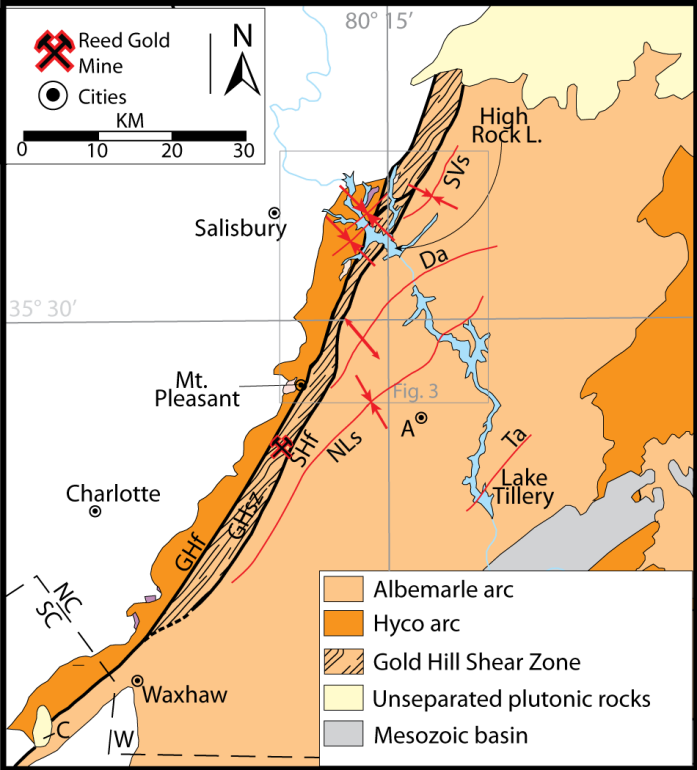 80° 15'
Reed Gold
Mine
Cities
N
KM
0 10 20 30
High
Rock L.
SVs
Salisbury
Da
35° 30'
Mt.
Pleasant
Fig. 3
A
SHf
NLs
Ta
Charlotte
Lake
Tillery
GHsz
GHf
NC
SC
Waxhaw
C
W
Albemarle arc
Hyco arc
Gold Hill Shear Zone
Unseparated plutonic rocks
Mesozoic basin